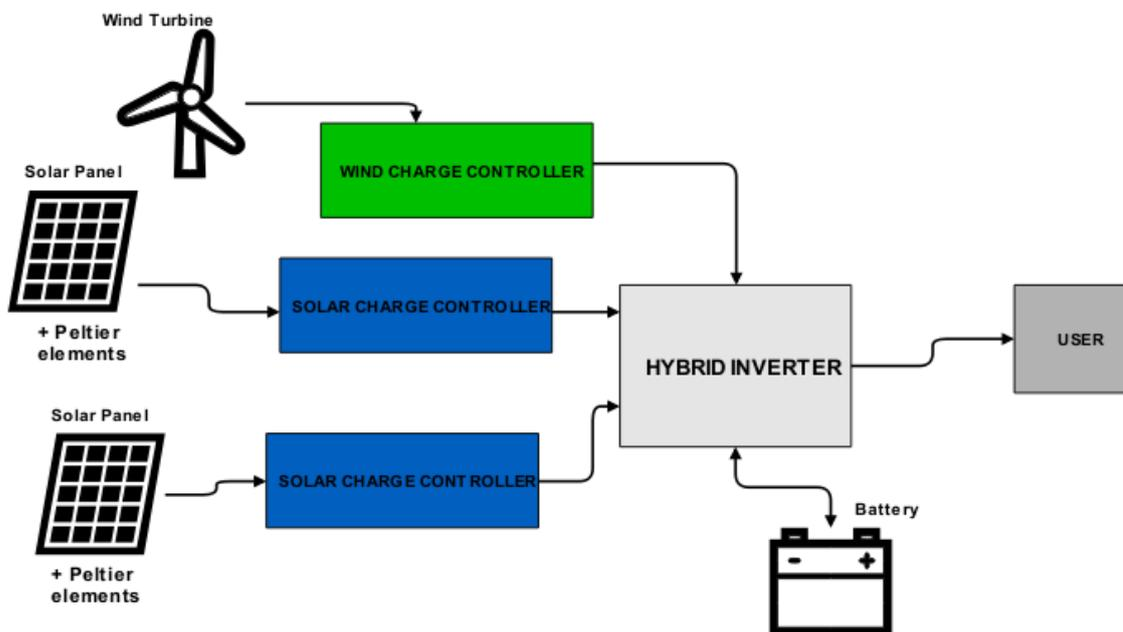 Wind Turbine
WIND CHARGE CONTROLLER
Solar Panel
+ Peltier
elements
SOLAR CHARGE CONTROLLER
HYBRID INVERTER
USER
Solar Panel
+ Peltier
elements
SOLAR CHARGE CONTROLLER
Battery
- +